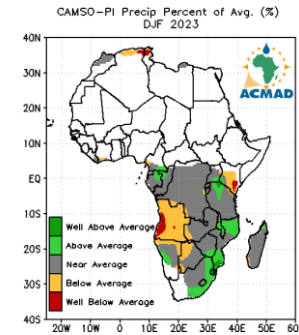 CAMSO-PI Precip Percent of Avg. (%)
DJF 2023
40N
30N
20N
10N
EQ
10S
20S
30S
40S
ACMAD
Well Above Average
Above Average
Near Average
Below Average
Well Below Average
20W 10W 0 10E 20E 30E 40E 50E 60E